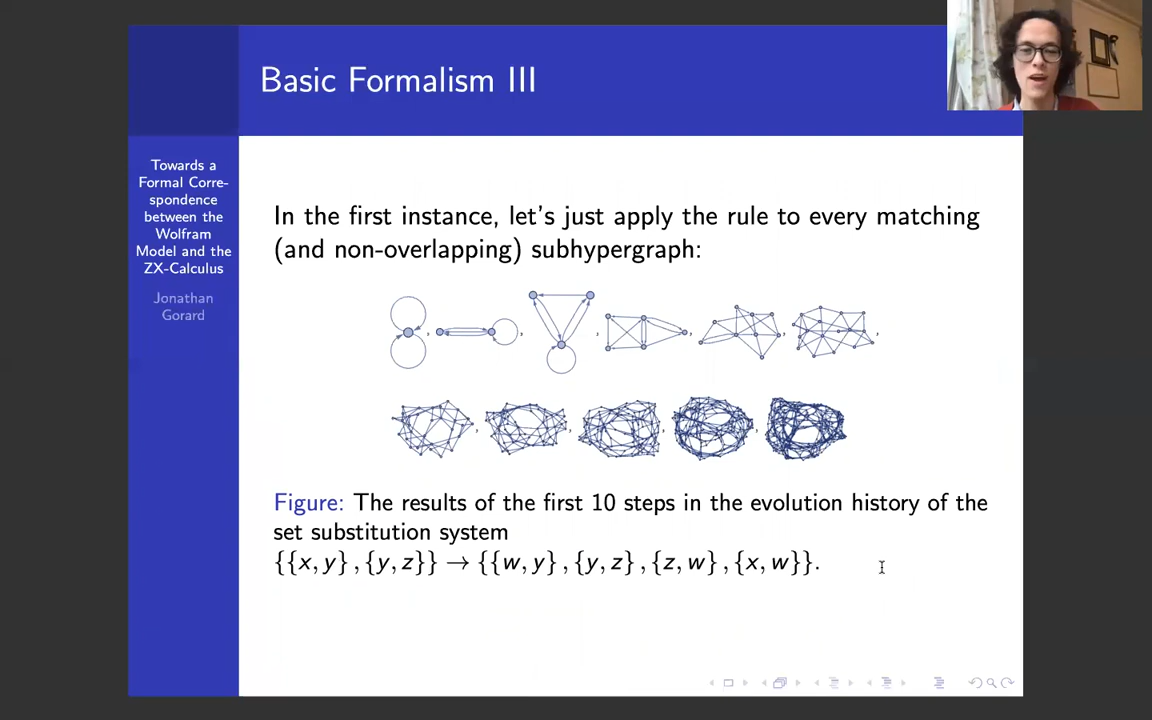 Basic Formalism III
Towards a
Formal Corre-
spondence
between the
Wolfram
Model and the
ZX-Calculus
Jonathan
Gorard
In the first instance, let's just apply the rule to every matching
(and non-overlapping) subhypergraph:
, , , , , ,
, , , ,
Figure: The results of the first 10 steps in the evolution history of the
set substitution system
{{x, y} , {y, z}} → {{w, y} , {y, z} , {z, w} , {x, w}}.